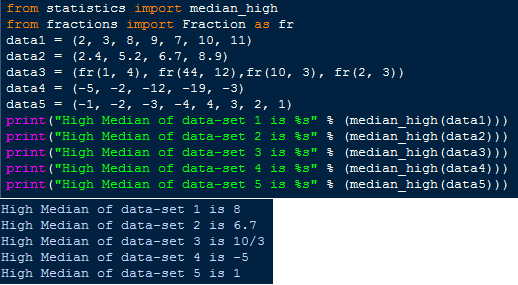 from statistics import median_high
from fractions import Fraction as fr
data1 = (2, 3, 8, 9, 7, 10, 11)
data2 = (2.4, 5.2, 6.7, 8.9)
data3 = (fr(1, 4), fr(44, 12),fr(10, 3), fr(2, 3))
data4 = (-5, -2, -12, -19, -3)
data5 = (-1, -2, -3, -4, 4, 3, 2, 1)
print("High Median of data-set 1 is %s" % (median_high(data1)))
print("High Median of data-set 2 is %s" % (median_high(data2)))
print("High Median of data-set 3 is %s" % (median_high(data3)))
print("High Median of data-set 4 is %s" % (median_high(data4)))
print("High Median of data-set 5 is %s" % (median_high(data5)))
High Median of data-set 1 is 8
High Median of data-set 2 is 6.7
High Median of data-set 3 is 10/3
High Median of data-set 4 is -5
High Median of data-set 5 is 1